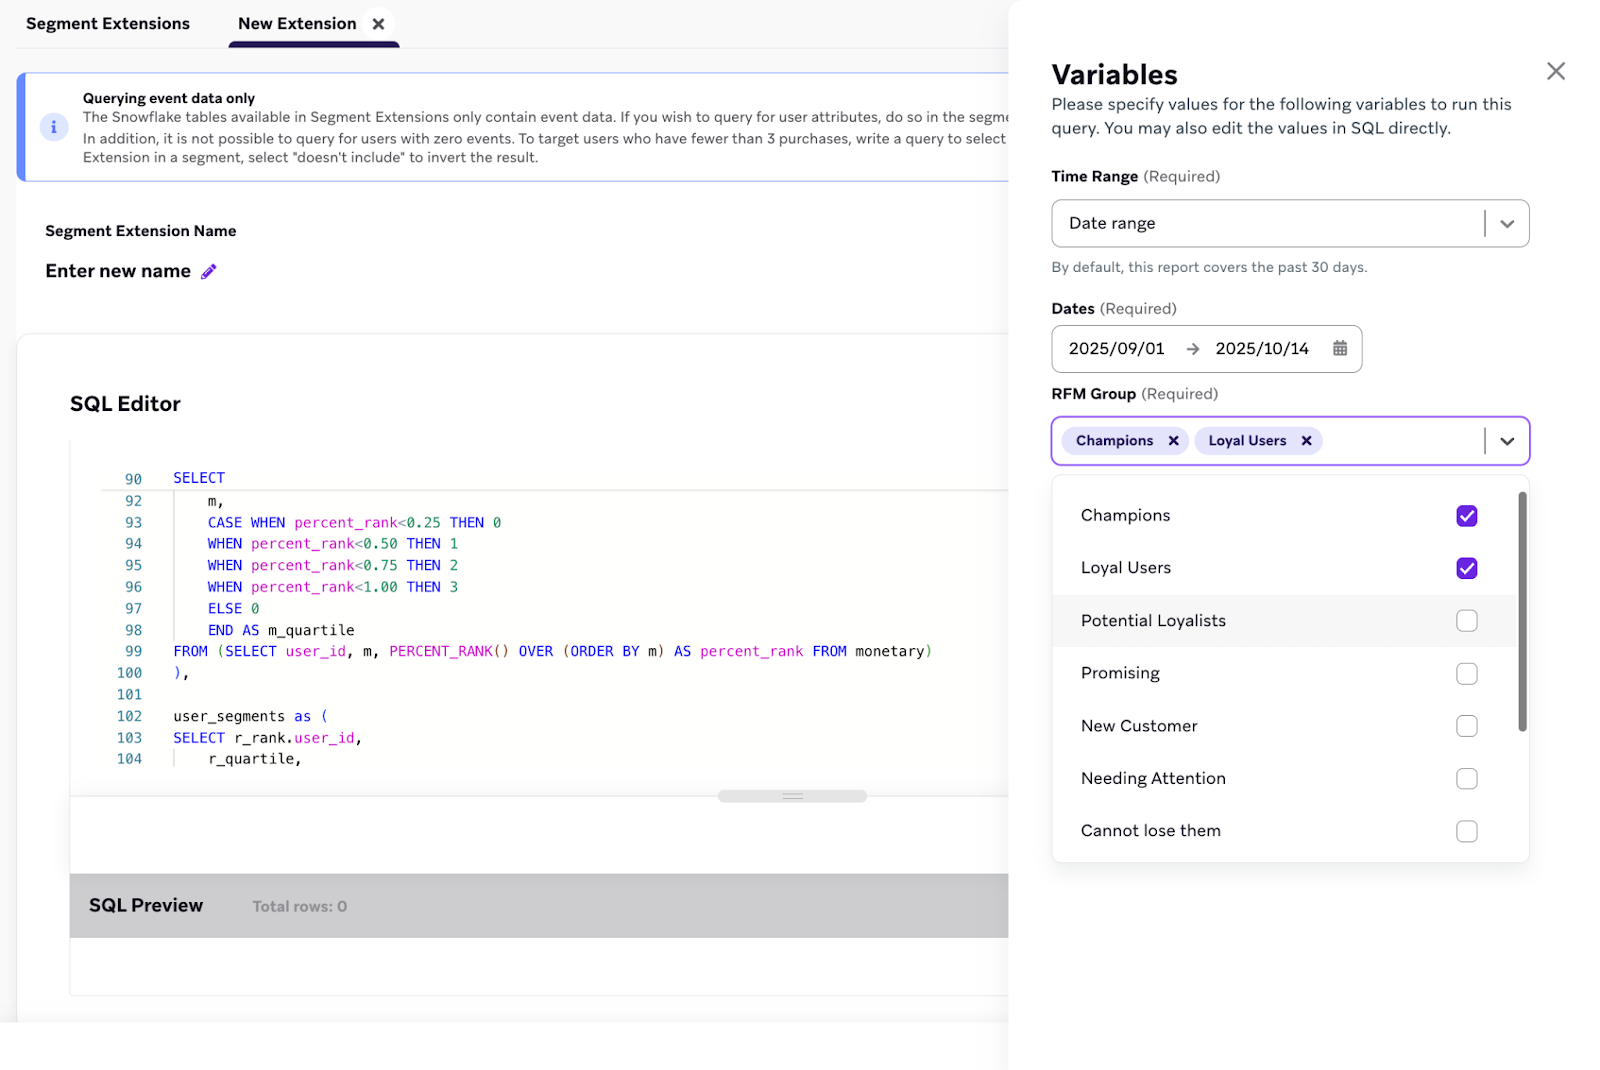 Segment Extensions
New Extension
Querying event data only
The Snowflake tables available in Segment Extensions only contain event data. If you wish to query for user attributes, do so in the segme
In addition, it is not possible to query for users with zero events. To target users who have fewer than 3 purchases, write a query to select
Extension in a segment, select "doesn't include" to invert the result.
Segment Extension Name
Enter new name
SQL Editor
90 SELECT
92 m,
93 CASE WHEN percent_rank<0.25 THEN 0
94 WHEN percent_rank<0.50 THEN 1
95 WHEN percent_rank<0.75 THEN 2
96 WHEN percent_rank<1.00 THEN 3
97 ELSE 0
98 END AS m_quartile
99 FROM (SELECT user_id, m, PERCENT_RANK() OVER (ORDER BY m) AS percent_rank FROM monetary)
100 ),
101
102 user_segments as (
103 SELECT r_rank.user_id,
104 r_quartile,
SQL Preview
Total rows: 0
Variables
Please specify values for the following variables to run this
query. You may also edit the values in SQL directly.
Time Range (Required)
Date range
By default, this report covers the past 30 days.
Dates (Required)
2025/09/01 → 2025/10/14
RFM Group (Required)
Champions Loyal Users
Champions
Loyal Users
Potential Loyalists
Promising
New Customer
Needing Attention
Cannot lose them